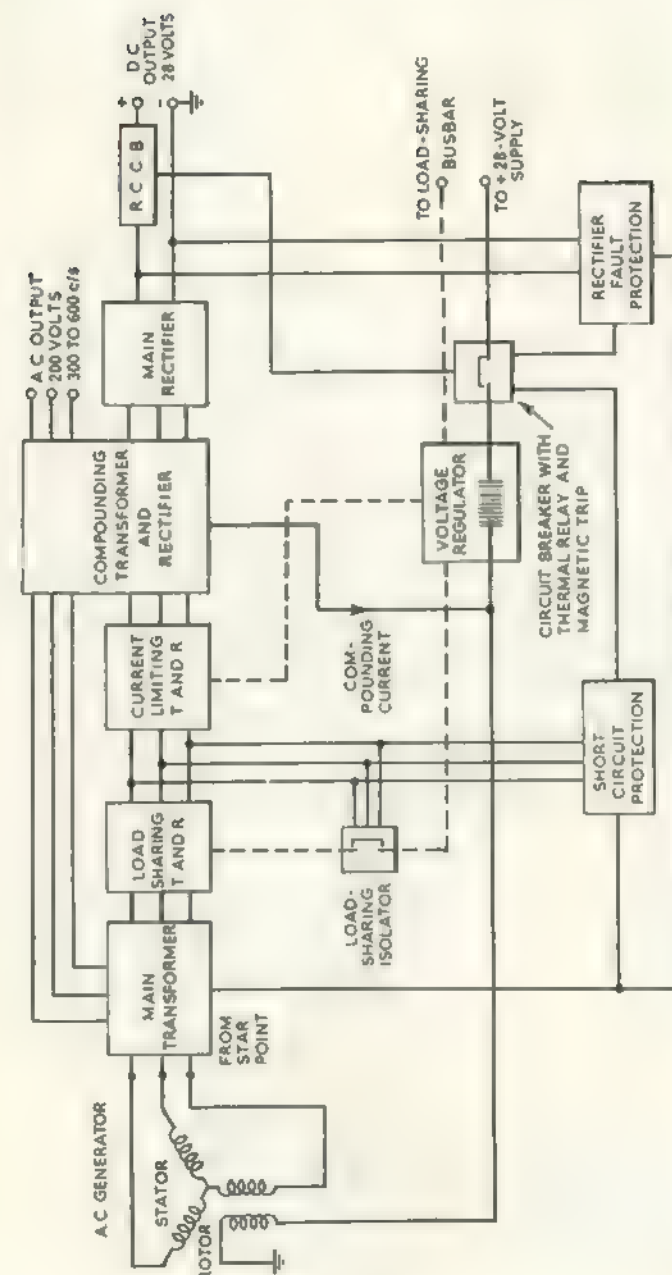 A.C GENERATOR
STATOR
ROTOR
MAIN
TRANSFORMER
FROM
STAR
POINT
LOAD
SHARING
T AND R
LOAD-
SHARING
ISOLATOR
CURRENT
LIMITING
T AND R
COM-
POUNDING
CURRENT
SHORT
CIRCUIT
PROTECTION
COMPOUNDING
TRANSFORMER
AND
RECTIFIER
A.C OUTPUT
200 VOLTS
300 TO 600 c/s
MAIN
RECTIFIER
R C C B
+
D C
OUTPUT
28 VOLTS
-
VOLTAGE
REGULATOR
TO LOAD-SHARING
BUSBAR
TO + 28-VOLT
SUPPLY
CIRCUIT BREAKER WITH
THERMAL RELAY AND
MAGNETIC TRIP
RECTIFIER
FAULT
PROTECTION